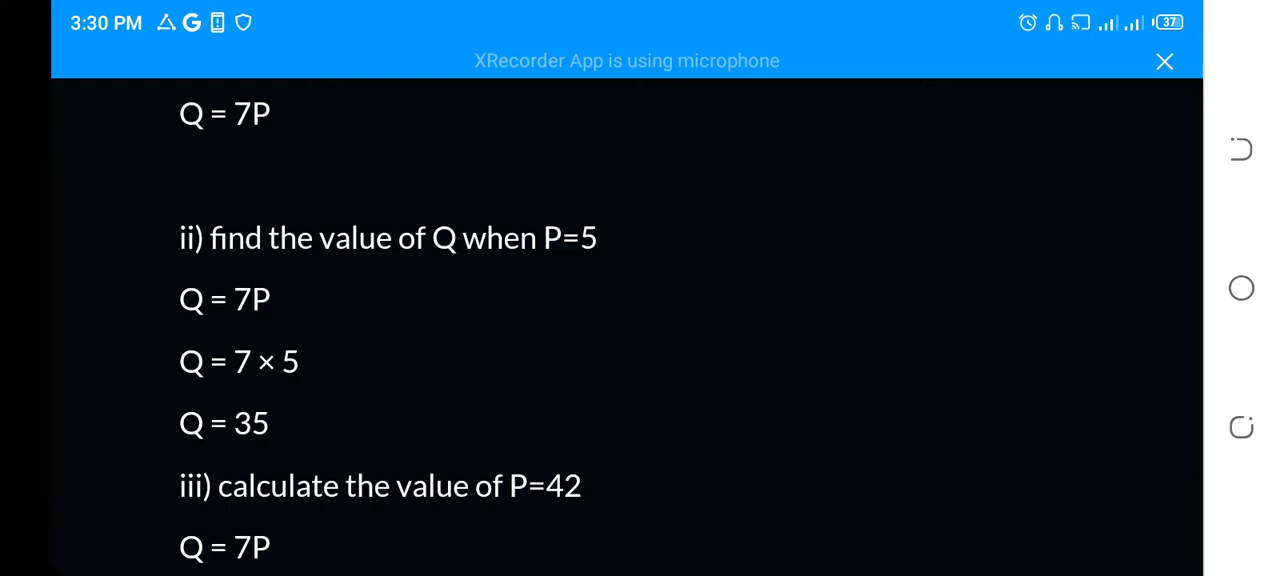 3:30 PM G 37
XRecorder App is using microphone
Q = 7P
ii) find the value of Q when P=5
Q = 7P
Q = 7 × 5
Q = 35
iii) calculate the value of P=42
Q = 7P